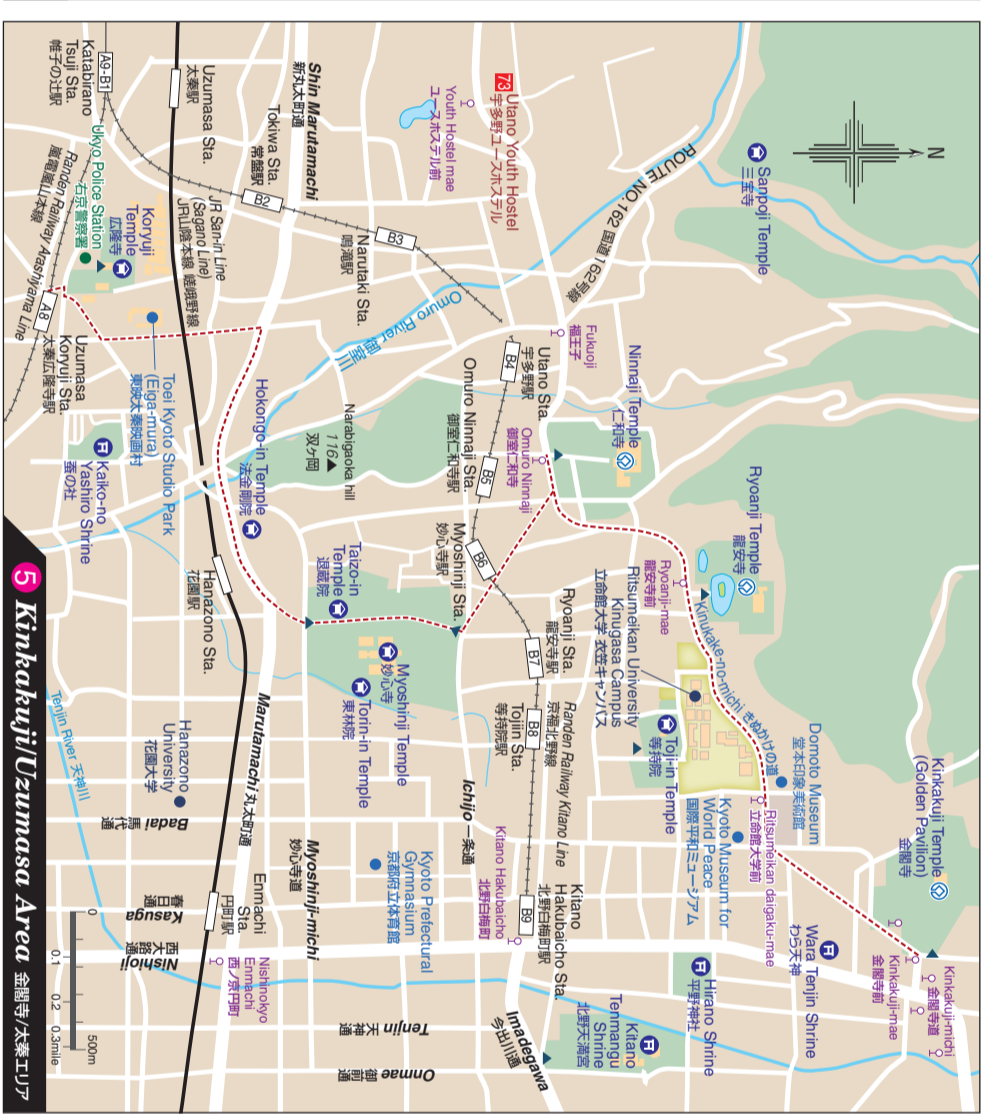 N
Sanpoji Temple
三宝寺
ROUTE NO.162 国道162号線
73
Utano Youth Hostel
宇多野ユースホステル
Youth Hostel mae
ユースホステル前
Shin Marutamachi
新丸太町通
Tokiwa Sta.
常盤駅
Uzumasa Sta.
太秦駅
A9-B1
Katabirano
Tsuji Sta
帷子の辻駅
B2
B3
Narutaki Sta.
鳴滝駅
Omuro River 御室川
JR San-in Line
(Sagano Line)
JR山陰本線 嵯峨野線
Koryuji
Temple
広隆寺
Ukyo Police Station
右京警察署
Randen Railway Arashiyama Line
嵐電嵐山本線
A8
Uzumasa
Koryuji Sta.
太秦広隆寺駅
Toei Kyoto Studio Park
(Eiga-mura)
東映太秦映画村
Kaiko-no
Yashiro Shrine
蚕の社
Hokongo-in Temple
法金剛院
Narabigaoka hill
116▲
双ケ岡
Fukuoji
福王子
Utano Sta.
宇多野駅
B4
Ninnaji Temple
仁和寺
Omuro Ninnaji
御室仁和寺
Omuro Ninnaji Sta.
御室仁和寺駅
B5
B6
Myoshinji Sta.
妙心寺駅
Ryoanji Temple
龍安寺
Ryoanji-mae
龍安寺前
Kinukake-no-michi きぬかけの道
Ritsumeikan University
Kinugasa Campus
立命館大学 衣笠キャンパス
Ryoanji Sta.
龍安寺駅
B7
Randen Railway Kitano Line
京福北野線
Tojiin Sta.
等持院駅
B8
Toji-in Temple
等持院
Taizo-in
Temple
退蔵院
Myoshinji Temple
妙心寺
Torin-in Temple
東林院
Hanazono Sta.
花園駅
Marutamachi 丸太町通
Hanazono
University
花園大学
Tenjin River 天神川
Badai
馬代通
Ichijo 一条通
Myoshinji-michi
妙心寺道
Kyoto Prefectural
Gymnasium
京都府立体育館
Domoto Museum
堂本印象美術館
Ritsumeikan daigaku-mae
立命館大学前
Kyoto Museum for
World Peace
国際平和ミュージアム
Kinkakuji Temple
(Golden Pavilion)
金閣寺
Kinkakuji-michi
金閣寺道
Kinkakuji-mae
金閣寺前
Wara Tenjin Shrine
わら天神
Hirano Shrine
平野神社
Kitano
Hakubaicho Sta.
北野白梅町駅
B9
Kitano Hakubaicho
北野白梅町
Kitano
Tenmangu
Shrine
北野天満宮
Imadegawa
今出川通
Enmachi
Sta.
円町駅
Nishinokyo
Enmachi
西ノ京円町
Kasuga
春日通
Nishioji
西大路通
Tenjin 天神通
Onmae 御前通
0 500m
0.1 0.2 0.3mile
5 Kinkakuji/Uzumasa Area 金閣寺/太秦エリア